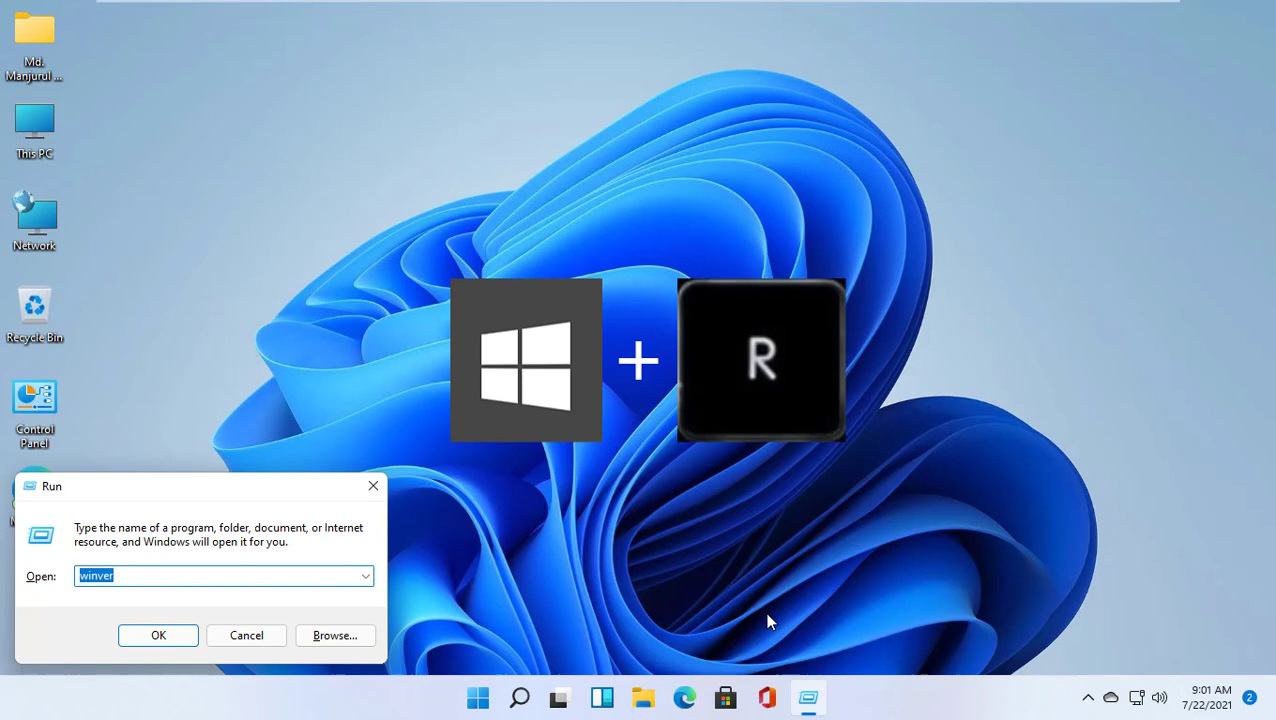 Md.
Manjurul ...
This PC
Network
Recycle Bin
Control
Panel
+
R
Run
Type the name of a program, folder, document, or Internet
resource, and Windows will open it for you.
Open:
winver
OK
Cancel
Browse...
9:01 AM
7/22/2021
2